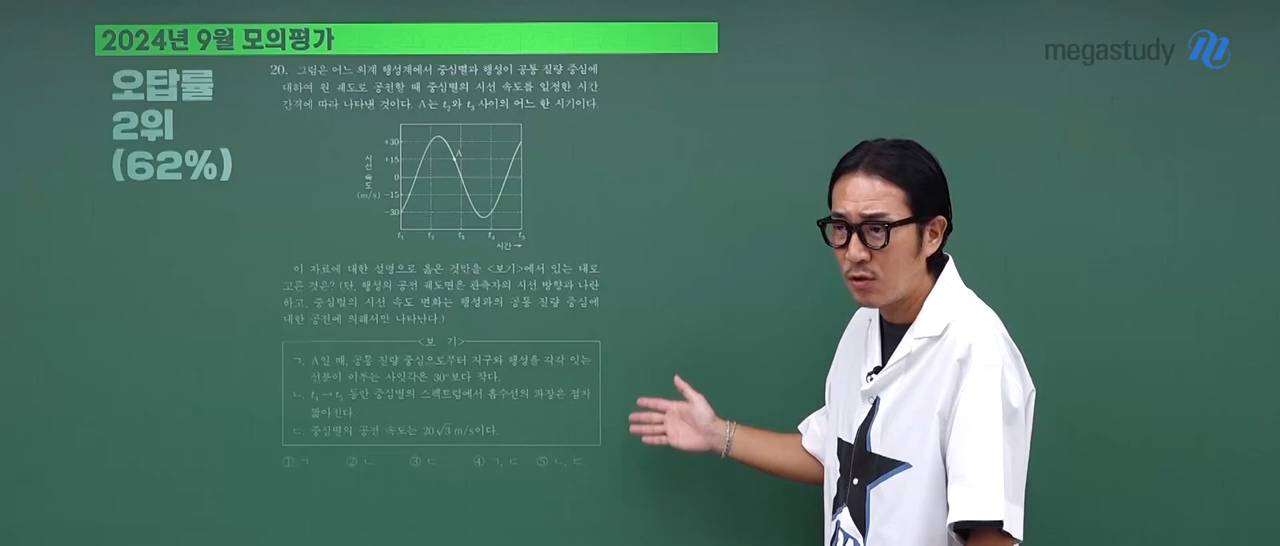 2024년 9월 모의평가
megastudy
오답률
2위
(62%)
20. 그림은 어느 외계 행성계에서 중심별과 행성이 공통 질량 중심에
대하여 원 궤도로 공전할 때 중심별의 시선 속도를 일정한 시간
간격에 따라 나타낸 것이다. A는 t₂와 t₃ 사이의 어느 한 시기이다.
시선 속도 (m/s)
+30
+15
0
-15
-30
A
t₁ t₂ t₃ t₄ t₅
시간→
이 자료에 대한 설명으로 옳은 것만을 <보기>에서 있는 대로
고른 것은? (단, 행성의 공전 궤도면은 관측자의 시선 방향과 나란
하고, 중심별의 시선 속도 변화는 행성과의 공통 질량 중심에
대한 공전에 의해서만 나타난다.)
<보 기>
ㄱ. A일 때, 공통 질량 중심으로부터 지구와 행성을 각각 잇는
선분이 이루는 사잇각은 30°보다 작다.
ㄴ. t₄→t₅ 동안 중심별의 스펙트럼에서 흡수선의 파장은 점차
짧아진다.
ㄷ. 중심별의 공전 속도는 20√3 m/s이다.
① ㄱ ② ㄴ ③ ㄷ ④ ㄱ, ㄷ ⑤ ㄴ, ㄷ